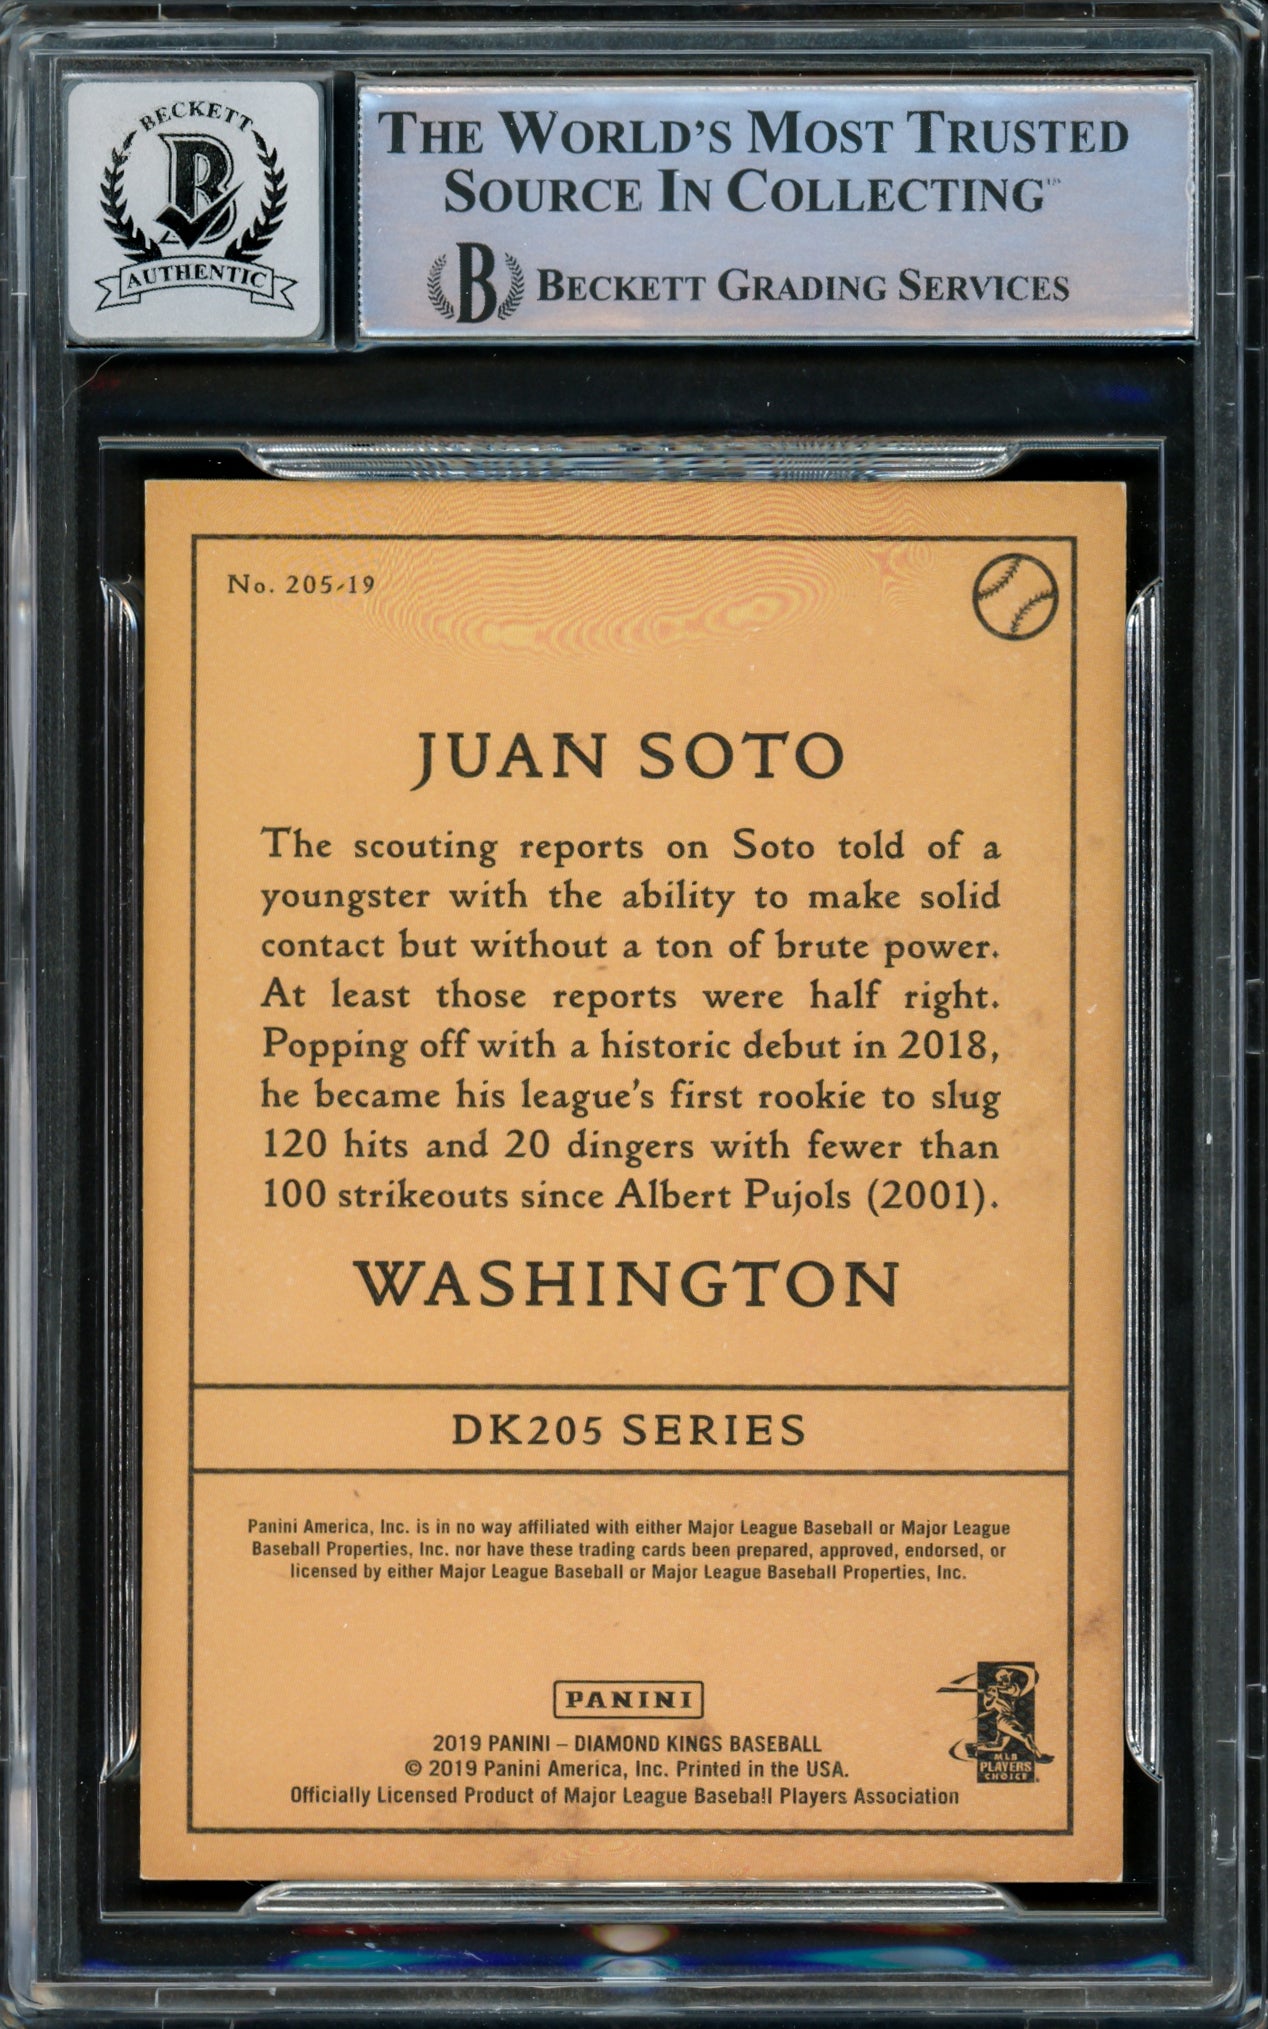 BECKETT
AUTHENTIC
THE WORLD'S MOST TRUSTED
SOURCE IN COLLECTING™
B BECKETT GRADING SERVICES
No. 205-19
JUAN SOTO
The scouting reports on Soto told of a
youngster with the ability to make solid
contact but without a ton of brute power.
At least those reports were half right.
Popping off with a historic debut in 2018,
he became his league's first rookie to slug
120 hits and 20 dingers with fewer than
100 strikeouts since Albert Pujols (2001).
WASHINGTON
DK205 SERIES
Panini America, Inc. is in no way affiliated with either Major League Baseball or Major League
Baseball Properties, Inc. nor have these trading cards been prepared, approved, endorsed, or
licensed by either Major League Baseball or Major League Baseball Properties, Inc.
PANINI
2019 PANINI – DIAMOND KINGS BASEBALL
© 2019 Panini America, Inc. Printed in the USA.
Officially Licensed Product of Major League Baseball Players Association
MLB
PLAYERS
CHOICE